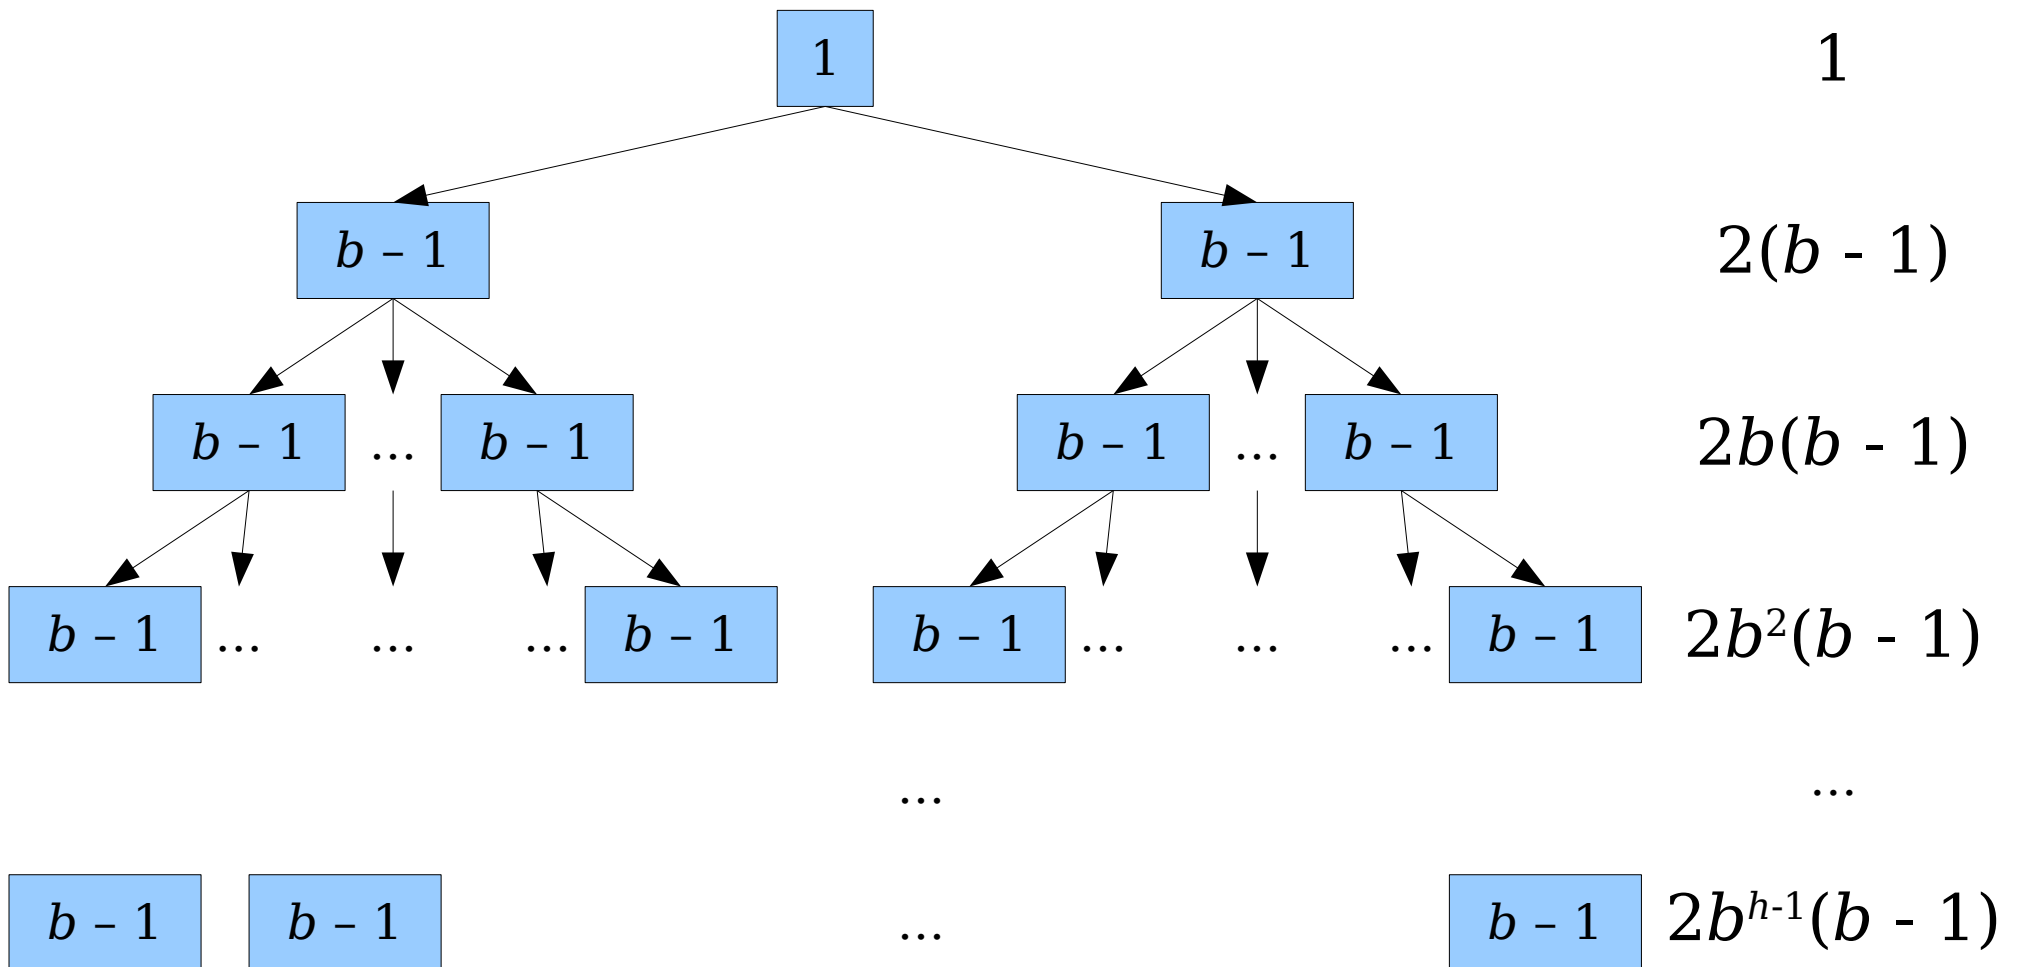 1 1
b – 1 b – 1 2(b - 1)
b – 1 ... b – 1 b – 1 ... b – 1 2b(b - 1)
b – 1 ... ... ... b – 1 b – 1 ... ... ... b – 1 2b²(b - 1)
... ...
b – 1 b – 1 ... b – 1 2bʰ⁻¹(b - 1)